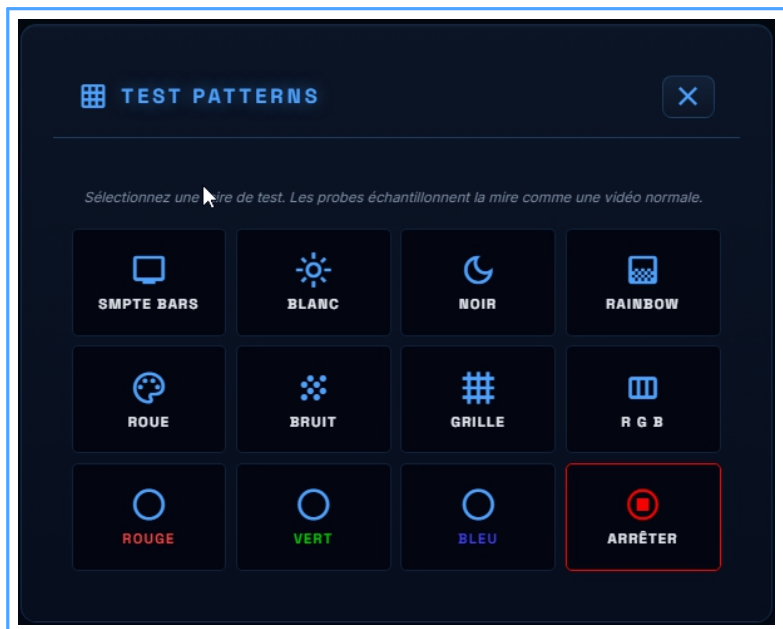 TEST PATTERNS
Sélectionnez une mire de test. Les probes échantillonnent la mire comme une vidéo normale.
SMPTE BARS
BLANC
NOIR
RAINBOW
ROUE
BRUIT
GRILLE
R G B
ROUGE
VERT
BLEU
ARRÊTER